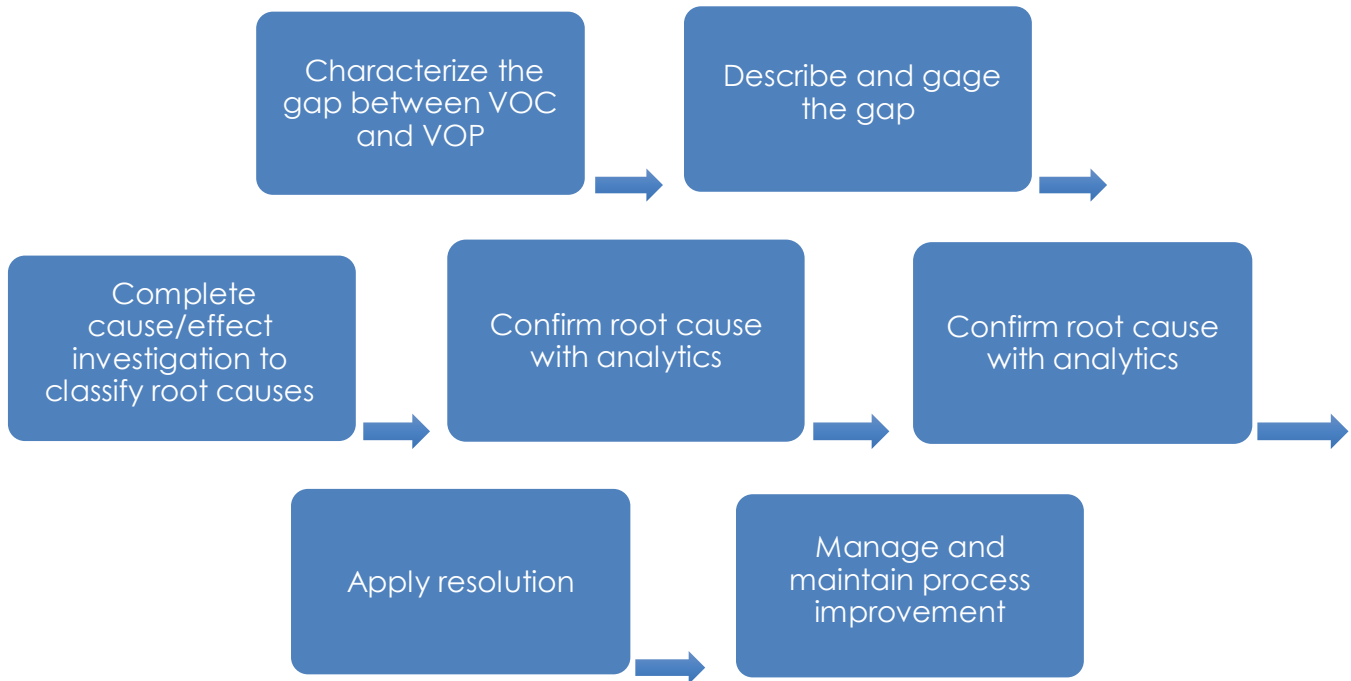 Characterize the
gap between VOC
and VOP
Describe and gage
the gap
Complete
cause/effect
investigation to
classify root causes
Confirm root cause
with analytics
Confirm root cause
with analytics
Apply resolution
Manage and
maintain process
improvement